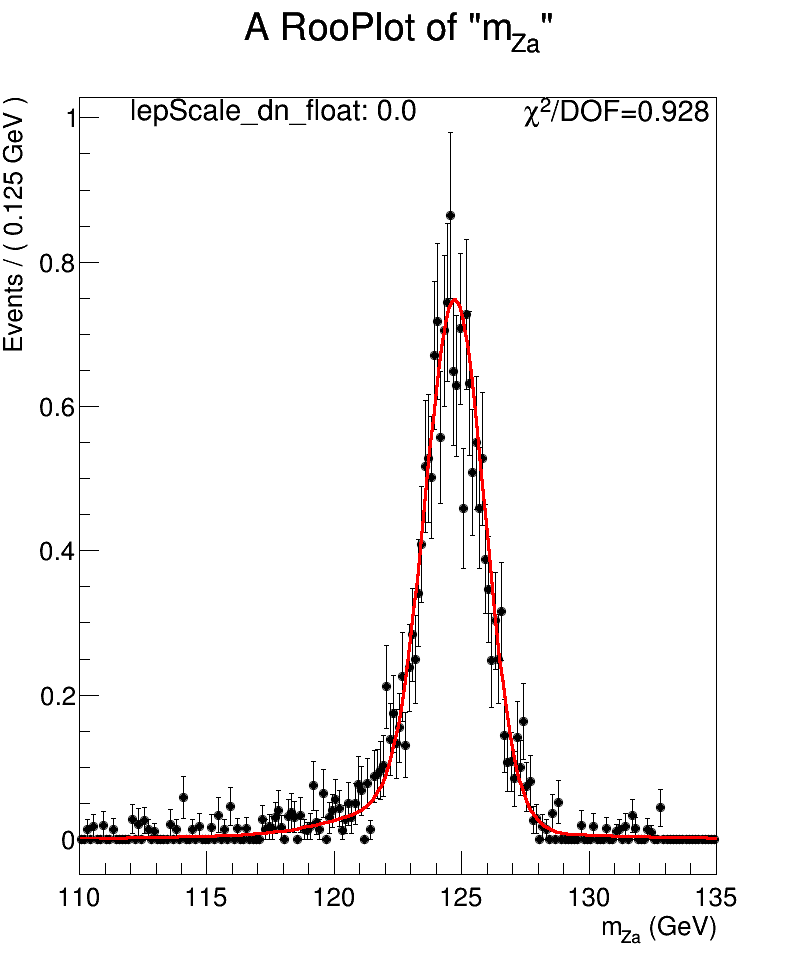 A RooPlot of "m_Za"
lepScale_dn_float: 0.0
χ²/DOF=0.928
Events / ( 0.125 GeV )
1
0.8
0.6
0.4
0.2
0
110 115 120 125 130 135
m_Za (GeV)